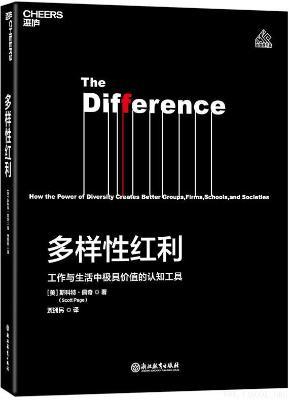 CHEERS
湛庐
The
Difference
How the Power of Diversity Creates Better Groups,Firms,Schools,and Societies
多样性红利
工作与生活中极具价值的认知工具
[美]斯科特·佩奇 著
(Scott Page)
贾拥民 译
浙江教育出版社
多样性红利
CHEERS
湛庐